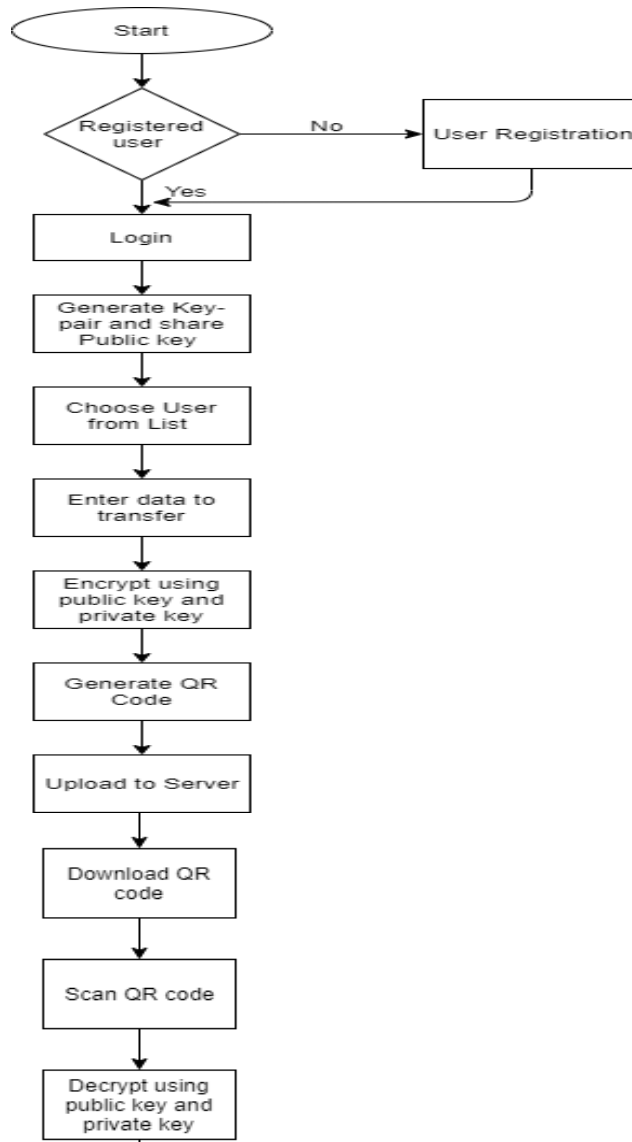 Start
Registered
user
No
User Registration
Yes
Login
Generate Key-
pair and share
Public key
Choose User
from List
Enter data to
transfer
Encrypt using
public key and
private key
Generate QR
Code
Upload to Server
Download QR
code
Scan QR code
Decrypt using
public key and
private key